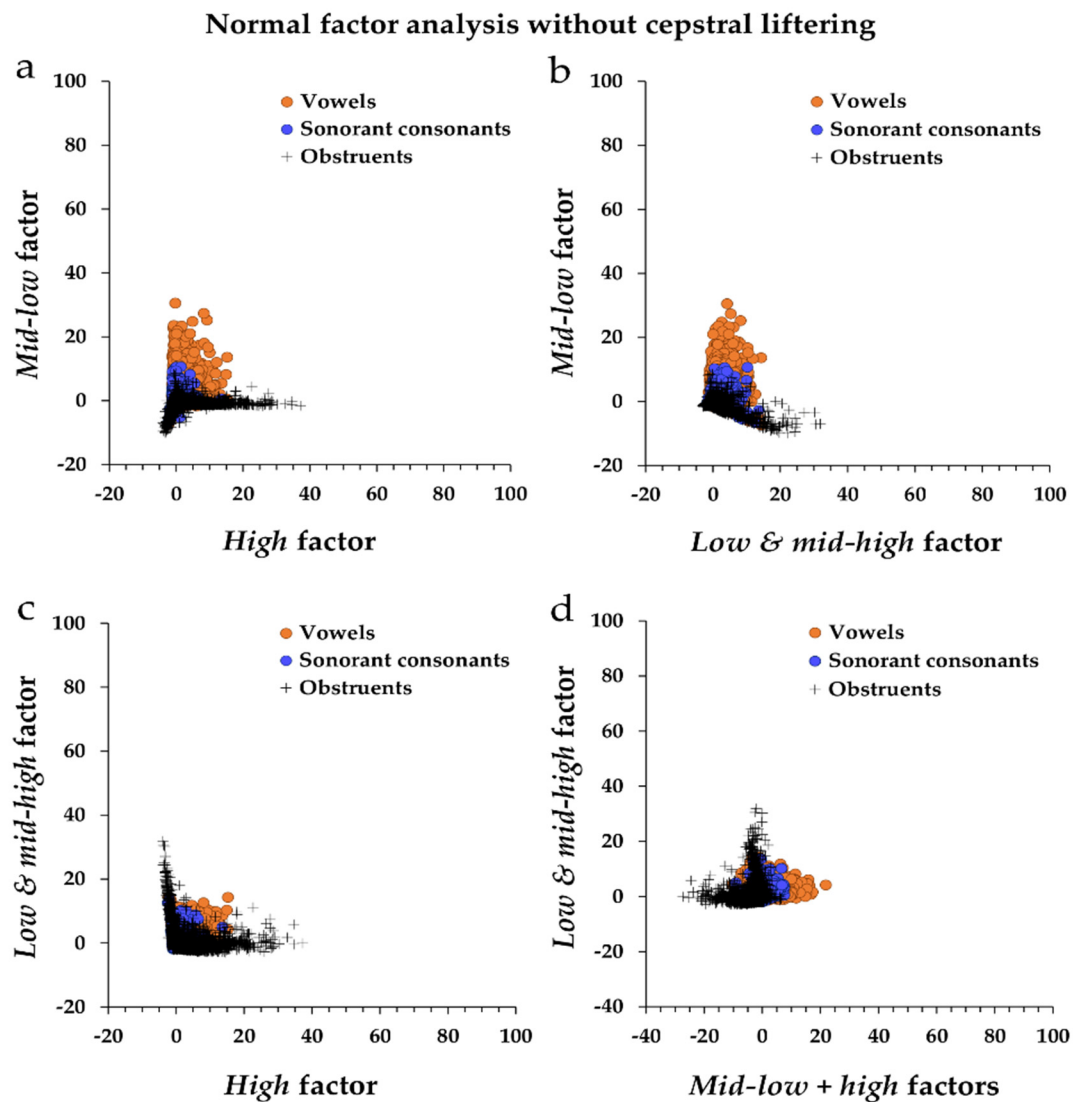 Normal factor analysis without cepstral liftering
a
100
80
60
40
20
0
-20
Mid-low factor
Vowels
Sonorant consonants
Obstruents
-20 0 20 40 60 80 100
High factor
b
100
80
60
40
20
0
-20
Mid-low factor
Vowels
Sonorant consonants
Obstruents
-20 0 20 40 60 80 100
Low & mid-high factor
c
100
80
60
40
20
0
-20
Low & mid-high factor
Vowels
Sonorant consonants
Obstruents
-20 0 20 40 60 80 100
High factor
d
100
80
60
40
20
0
-20
-40
Low & mid-high factor
Vowels
Sonorant consonants
Obstruents
-40 -20 0 20 40 60 80 100
Mid-low + high factors